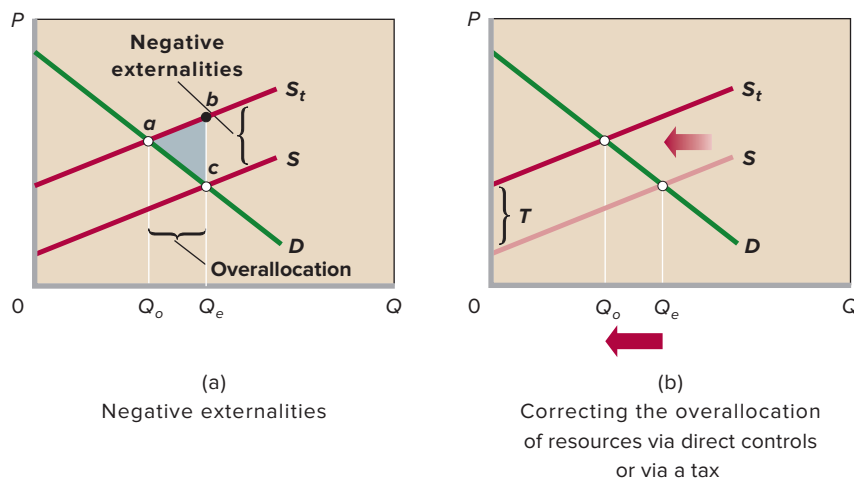 P
Negative
externalities
a
b
c
S_t
S
D
Overallocation
0
Q_o
Q_e
Q
(a)
Negative externalities
P
S_t
S
T
D
0
Q_o
Q_e
Q
(b)
Correcting the overallocation
of resources via direct controls
or via a tax